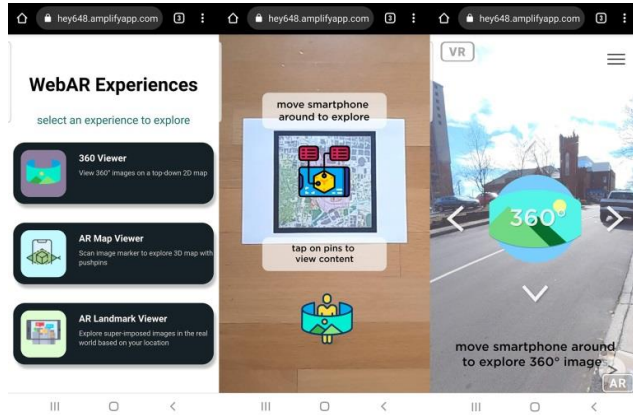 hey648.amplifyapp.com
3
WebAR Experiences
select an experience to explore
360 Viewer
View 360° images on a top-down 2D map
AR Map Viewer
Scan image marker to explore 3D map with
pushpins
AR Landmark Viewer
Explore super-imposed images in the real
world based on your location
hey648.amplifyapp.com
3
move smartphone
around to explore
tap on pins to
view content
hey648.amplifyapp.com
3
VR
360°
move smartphone around
to explore 360° image
AR